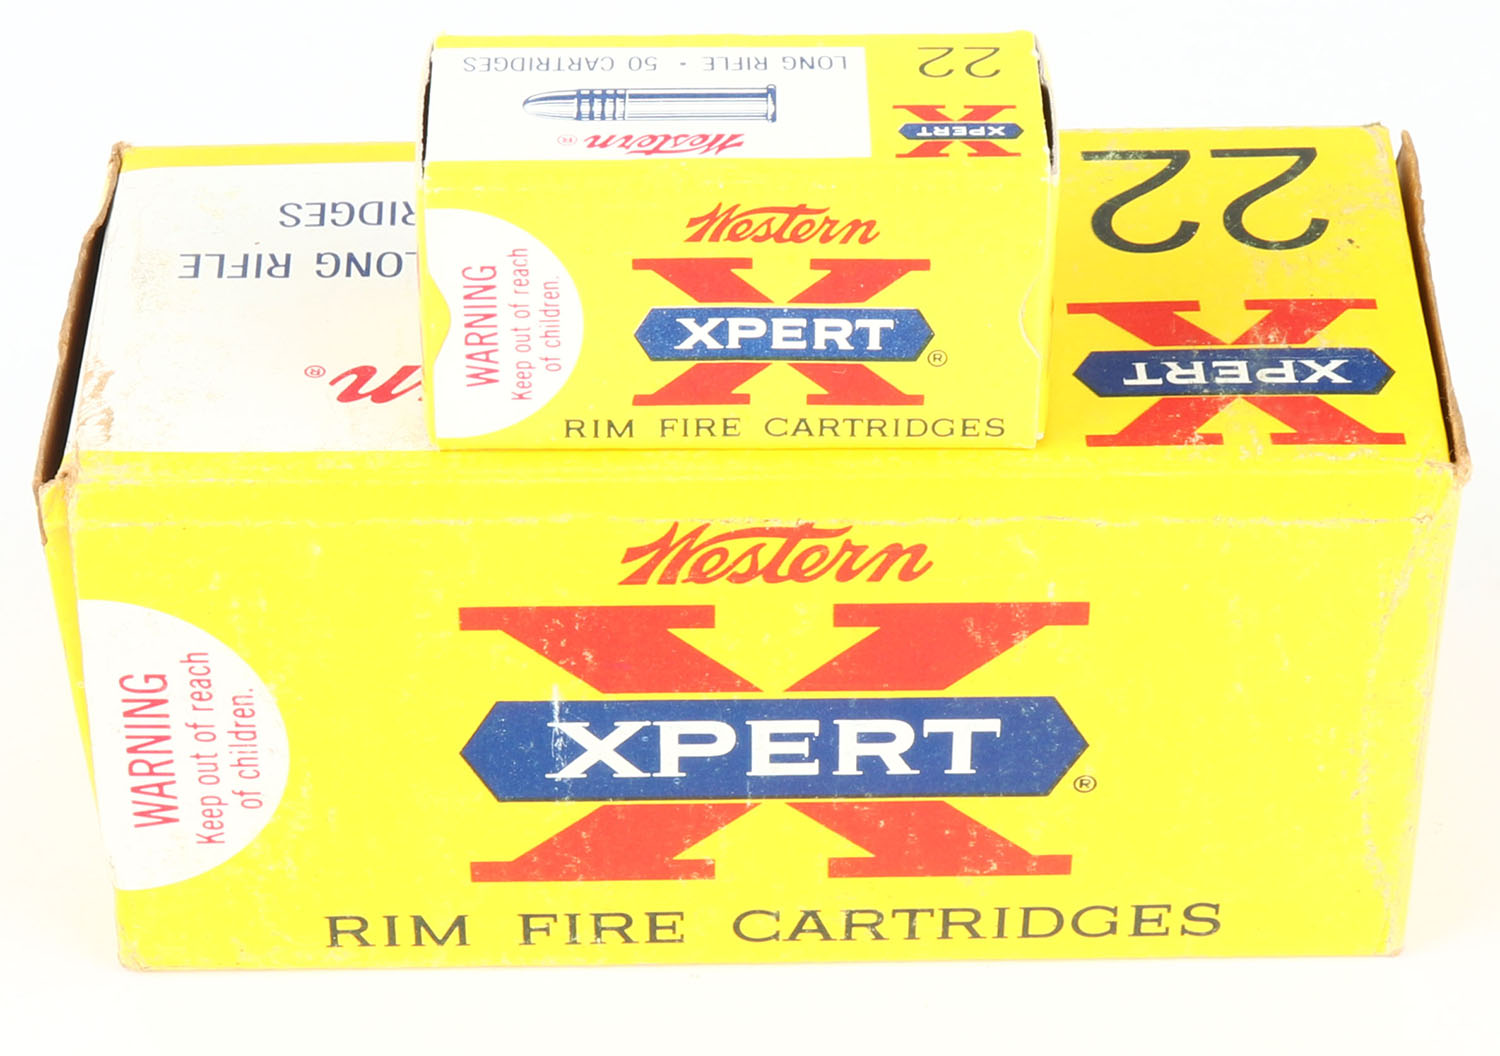 22
LONG RIFLE · 50 CARTRIDGES
XPERT
Western®
Western
XPERT®
RIM FIRE CARTRIDGES
WARNING
Keep out of reach
of children.
22
RIDGES
LONG RIFLE
XPERT
rn®
Western
XPERT®
RIM FIRE CARTRIDGES
WARNING
Keep out of reach
of children.